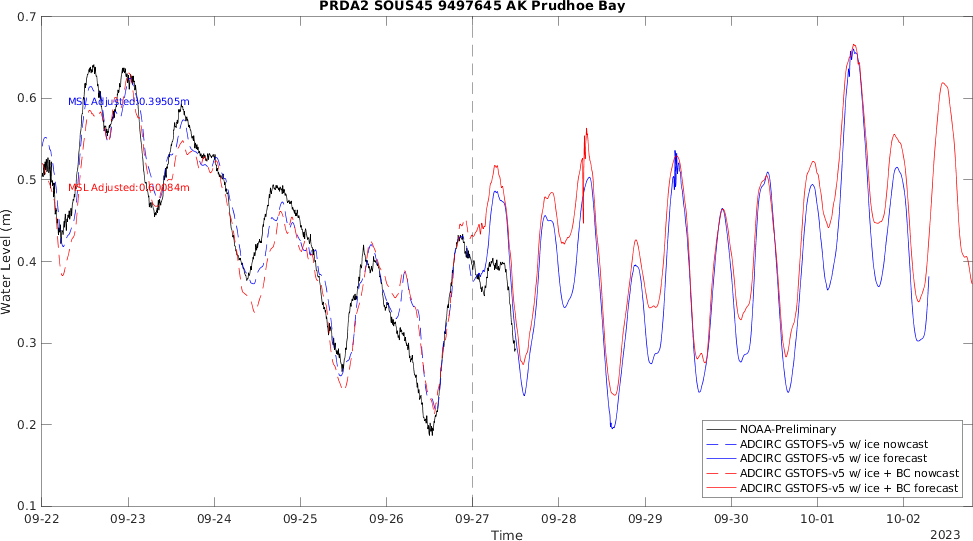 PRDA2 SOUS45 9497645 AK Prudhoe Bay
0.7
0.6
0.5
0.4
0.3
0.2
0.1
Water Level (m)
MSL Adjusted:0.39505m
MSL Adjusted:0.60084m
NOAA-Preliminary
ADCIRC GSTOFS-v5 w/ ice nowcast
ADCIRC GSTOFS-v5 w/ ice forecast
ADCIRC GSTOFS-v5 w/ ice + BC nowcast
ADCIRC GSTOFS-v5 w/ ice + BC forecast
09-22 09-23 09-24 09-25 09-26 09-27 09-28 09-29 09-30 10-01 10-02
Time
2023